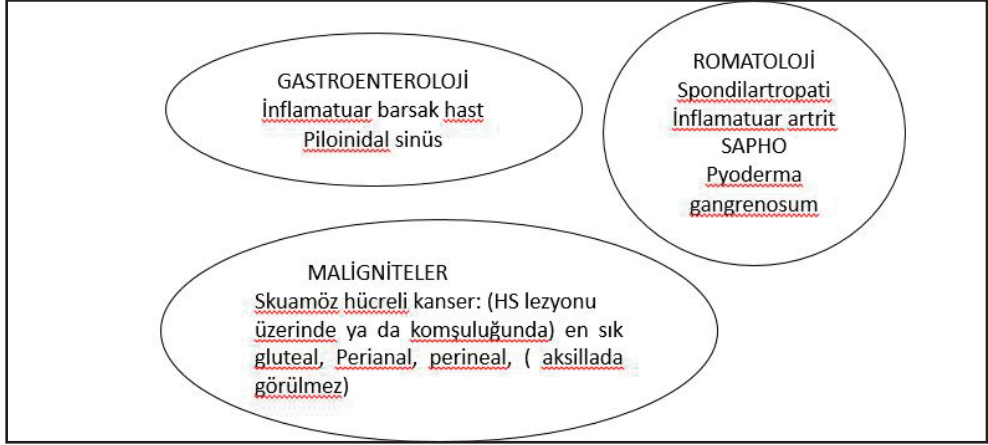 GASTROENTEROLOJİ
İnflamatuar barsak hast
Piloinidal sinüs
ROMATOLOJİ
Spondilartropati
İnflamatuar artrit
SAPHO
Pyoderma
gangrenosum
MALİGNİTELER
Skuamöz hücreli kanser: (HS lezyonu
üzerinde ya da komşuluğunda) en sık
gluteal, Perianal, perineal, ( aksillada
görülmez)